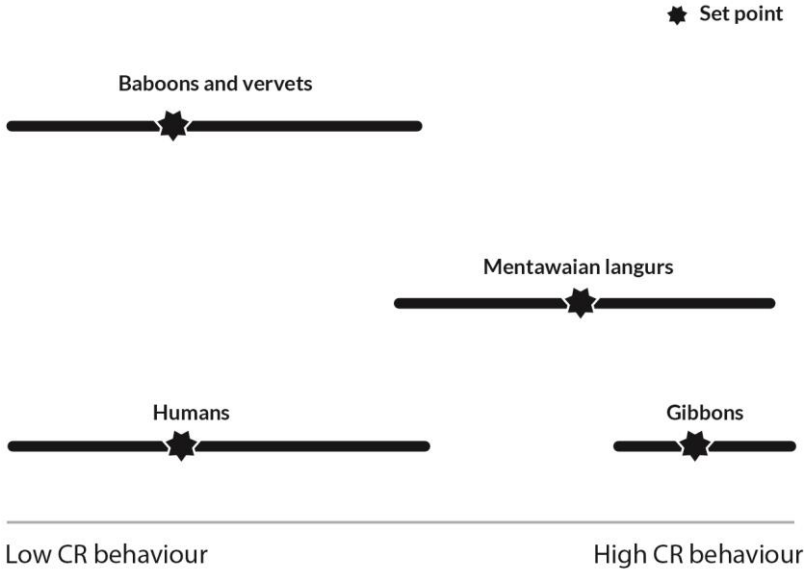 Set point
Baboons and vervets
Mentawaian langurs
Humans
Gibbons
Low CR behaviour
High CR behaviour